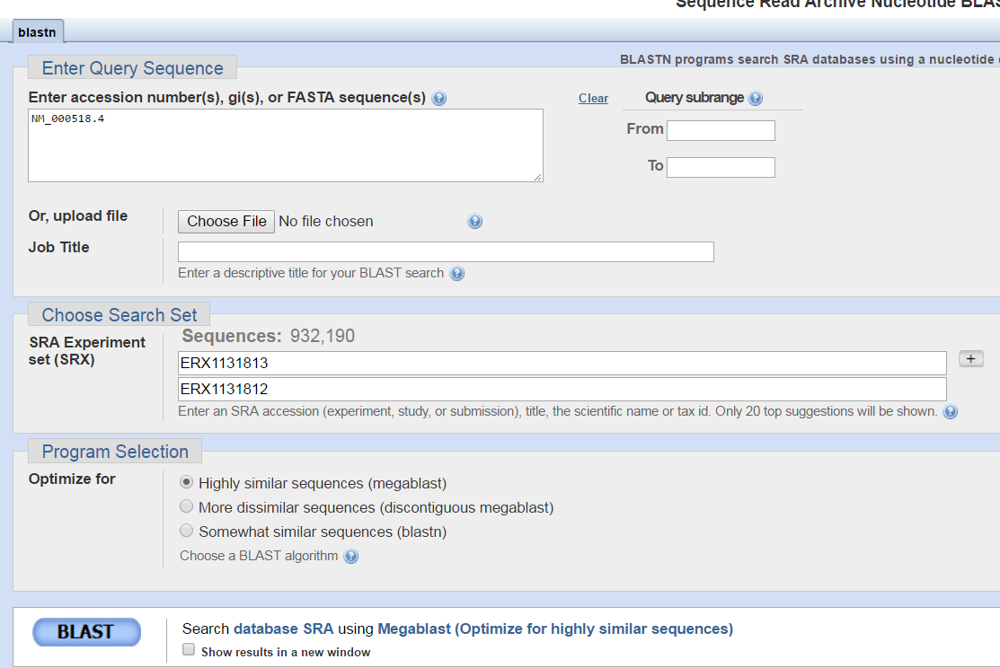 Sequence Read Archive Nucleotide BLAS
blastn
BLASTN programs search SRA databases using a nucleotide
Enter Query Sequence
Enter accession number(s), gi(s), or FASTA sequence(s)
Clear
Query subrange
NM_000518.4
From
To
Or, upload file
Choose File No file chosen
Job Title
Enter a descriptive title for your BLAST search
Choose Search Set
SRA Experiment
set (SRX)
Sequences: 932,190
ERX1131813
+
ERX1131812
Enter an SRA accession (experiment, study, or submission), title, the scientific name or tax id. Only 20 top suggestions will be shown.
Program Selection
Optimize for
Highly similar sequences (megablast)
More dissimilar sequences (discontiguous megablast)
Somewhat similar sequences (blastn)
Choose a BLAST algorithm
BLAST
Search database SRA using Megablast (Optimize for highly similar sequences)
Show results in a new window